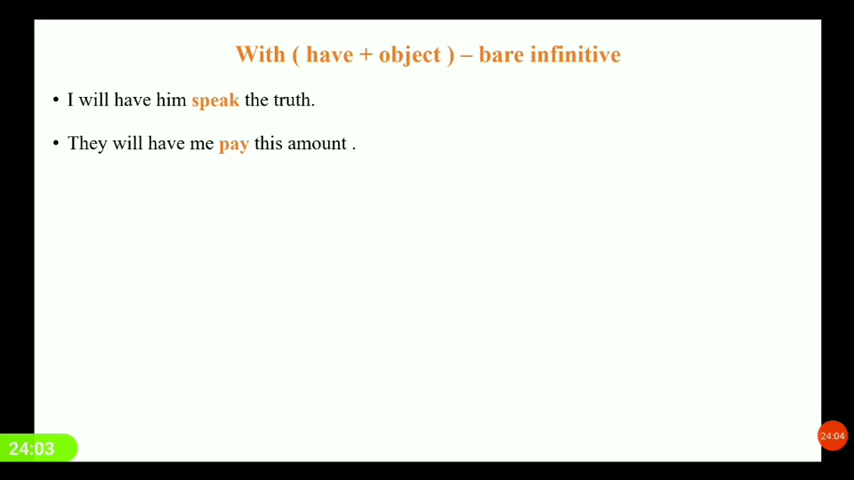 With ( have + object ) – bare infinitive
• I will have him speak the truth.
• They will have me pay this amount .
24:03
24:04